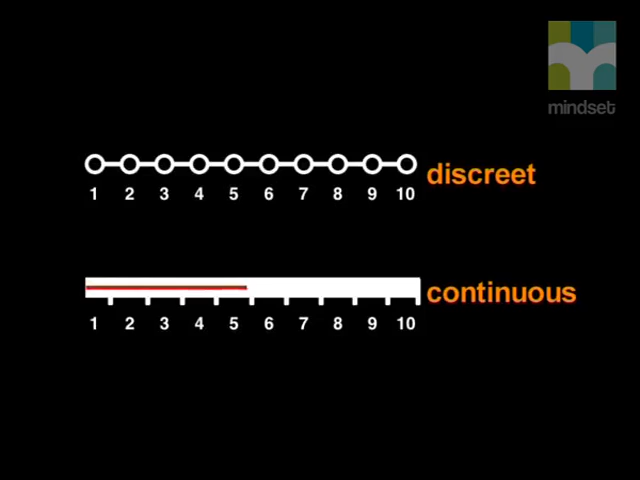 mindset
discreet
1 2 3 4 5 6 7 8 9 10
continuous
1 2 3 4 5 6 7 8 9 10